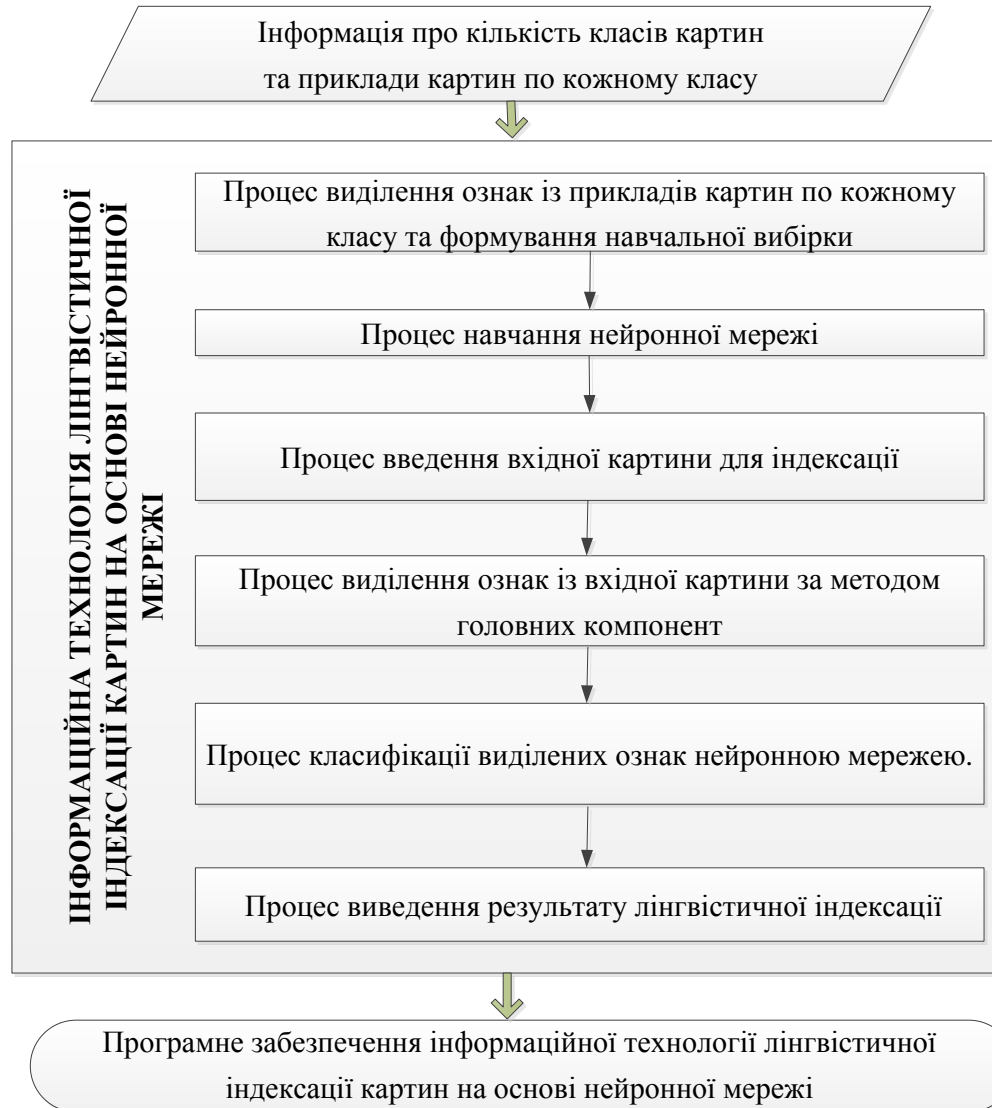 Інформація про кількість класів картин
та приклади картин по кожному класу
ІНФОРМАЦІЙНА ТЕХНОЛОГІЯ ЛІНГВІСТИЧНОЇ
ІНДЕКСАЦІЇ КАРТИН НА ОСНОВІ НЕЙРОННОЇ
МЕРЕЖІ
Процес виділення ознак із прикладів картин по кожному
класу та формування навчальної вибірки
Процес навчання нейронної мережі
Процес введення вхідної картини для індексації
Процес виділення ознак із вхідної картини за методом
головних компонент
Процес класифікації виділених ознак нейронною мережею.
Процес виведення результату лінгвістичної індексації
Програмне забезпечення інформаційної технології лінгвістичної
індексації картин на основі нейронної мережі